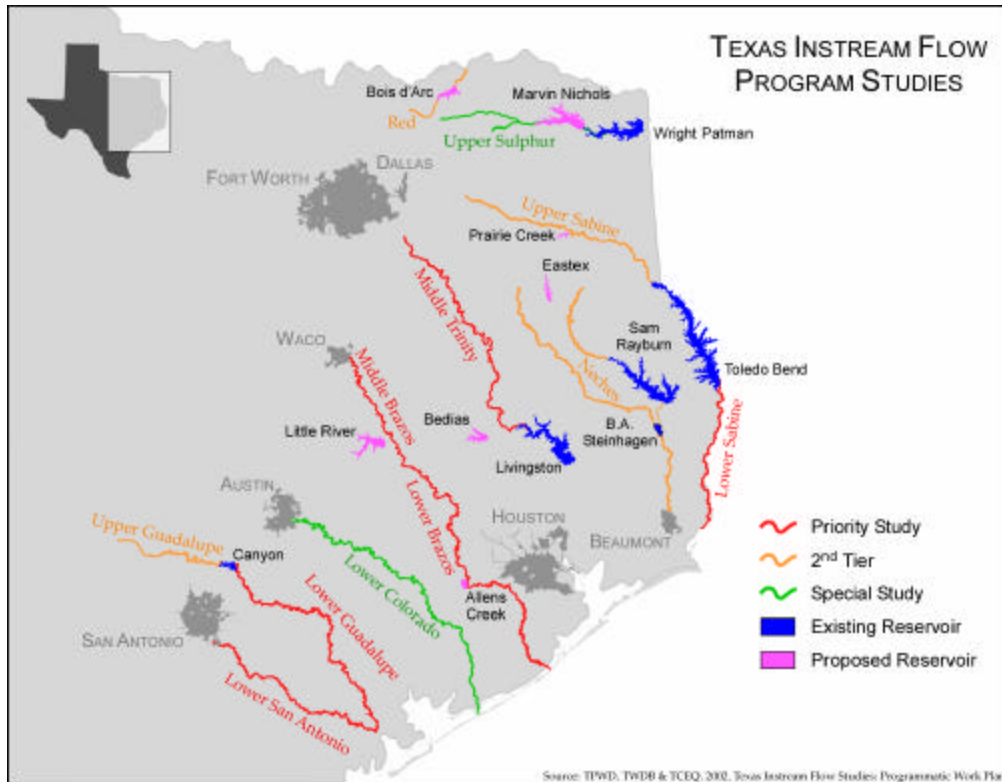 TEXAS INSTREAM FLOW
PROGRAM STUDIES
Bois d'Arc
Marvin Nichols
Red
Upper Sulphur
Wright Patman
DALLAS
FORT WORTH
Upper Sabine
Prairie Creek
Eastex
Middle Trinity
Sam
Rayburn
WACO
Toledo Bend
Neches
Middle Brazos
Bedias
Little River
B.A.
Steinhagen
Lower Sabine
Livingston
AUSTIN
Lower Brazos
HOUSTON
BEAUMONT
Upper Guadalupe
Canyon
Lower Colorado
Allens
Creek
Lower Guadalupe
SAN ANTONIO
Lower San Antonio
Priority Study
2nd Tier
Special Study
Existing Reservoir
Proposed Reservoir
Source: TPWD, TWDB & TCEQ. 2002. Texas Instream Flow Studies: Programmatic Work Plan